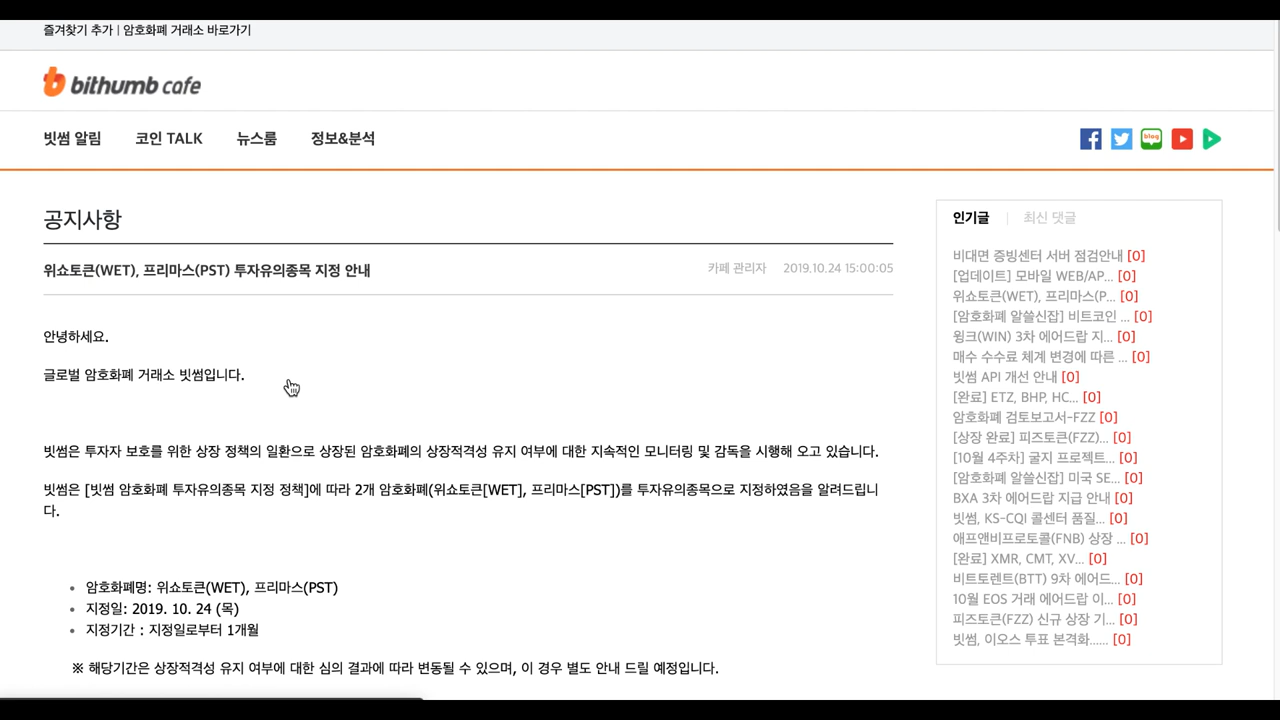 즐겨찾기 추가 | 암호화폐 거래소 바로가기
bithumb cafe
빗썸 알림 코인 TALK 뉴스룸 정보&분석
blog
공지사항
위쇼토큰(WET), 프리마스(PST) 투자유의종목 지정 안내 카페 관리자 2019.10.24 15:00:05
안녕하세요.
글로벌 암호화폐 거래소 빗썸입니다.
빗썸은 투자자 보호를 위한 상장 정책의 일환으로 상장된 암호화폐의 상장적격성 유지 여부에 대한 지속적인 모니터링 및 감독을 시행해 오고 있습니다.
빗썸은 [빗썸 암호화폐 투자유의종목 지정 정책]에 따라 2개 암호화폐(위쇼토큰[WET], 프리마스[PST])를 투자유의종목으로 지정하였음을 알려드립니
다.
• 암호화폐명: 위쇼토큰(WET), 프리마스(PST)
• 지정일: 2019. 10. 24 (목)
• 지정기간 : 지정일로부터 1개월
※ 해당기간은 상장적격성 유지 여부에 대한 심의 결과에 따라 변동될 수 있으며, 이 경우 별도 안내 드릴 예정입니다.
인기글 | 최신 댓글
비대면 증빙센터 서버 점검안내 [0]
[업데이트] 모바일 WEB/AP... [0]
위쇼토큰(WET), 프리마스(P... [0]
[암호화폐 알쓸신잡] 비트코인 ... [0]
윙크(WIN) 3차 에어드랍 지... [0]
매수 수수료 체계 변경에 따른 ... [0]
빗썸 API 개선 안내 [0]
[완료] ETZ, BHP, HC... [0]
암호화폐 검토보고서-FZZ [0]
[상장 완료] 피즈토큰(FZZ)... [0]
[10월 4주차] 굴지 프로젝트... [0]
[암호화폐 알쓸신잡] 미국 SE... [0]
BXA 3차 에어드랍 지급 안내 [0]
빗썸, KS-CQI 콜센터 품질... [0]
애프앤비프로토콜(FNB) 상장 ... [0]
[완료] XMR, CMT, XV... [0]
비트토렌트(BTT) 9차 에어드... [0]
10월 EOS 거래 에어드랍 이... [0]
피즈토큰(FZZ) 신규 상장 기... [0]
빗썸, 이오스 투표 본격화...... [0]